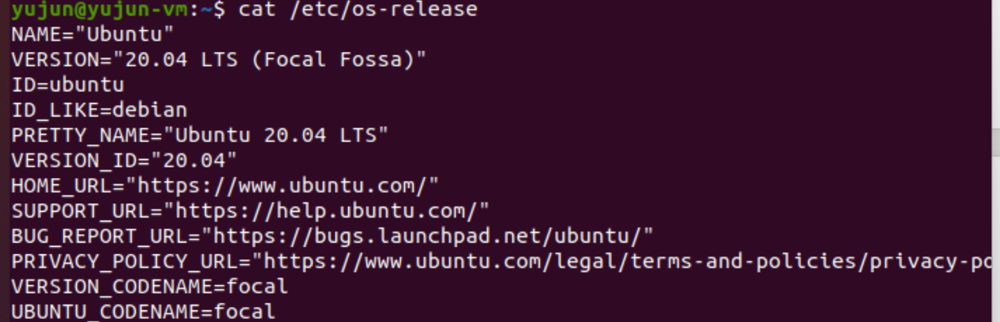 yujun@yujun-vm:~$ cat /etc/os-release
NAME="Ubuntu"
VERSION="20.04 LTS (Focal Fossa)"
ID=ubuntu
ID_LIKE=debian
PRETTY_NAME="Ubuntu 20.04 LTS"
VERSION_ID="20.04"
HOME_URL="https://www.ubuntu.com/"
SUPPORT_URL="https://help.ubuntu.com/"
BUG_REPORT_URL="https://bugs.launchpad.net/ubuntu/"
PRIVACY_POLICY_URL="https://www.ubuntu.com/legal/terms-and-policies/privacy-po
VERSION_CODENAME=focal
UBUNTU_CODENAME=focal